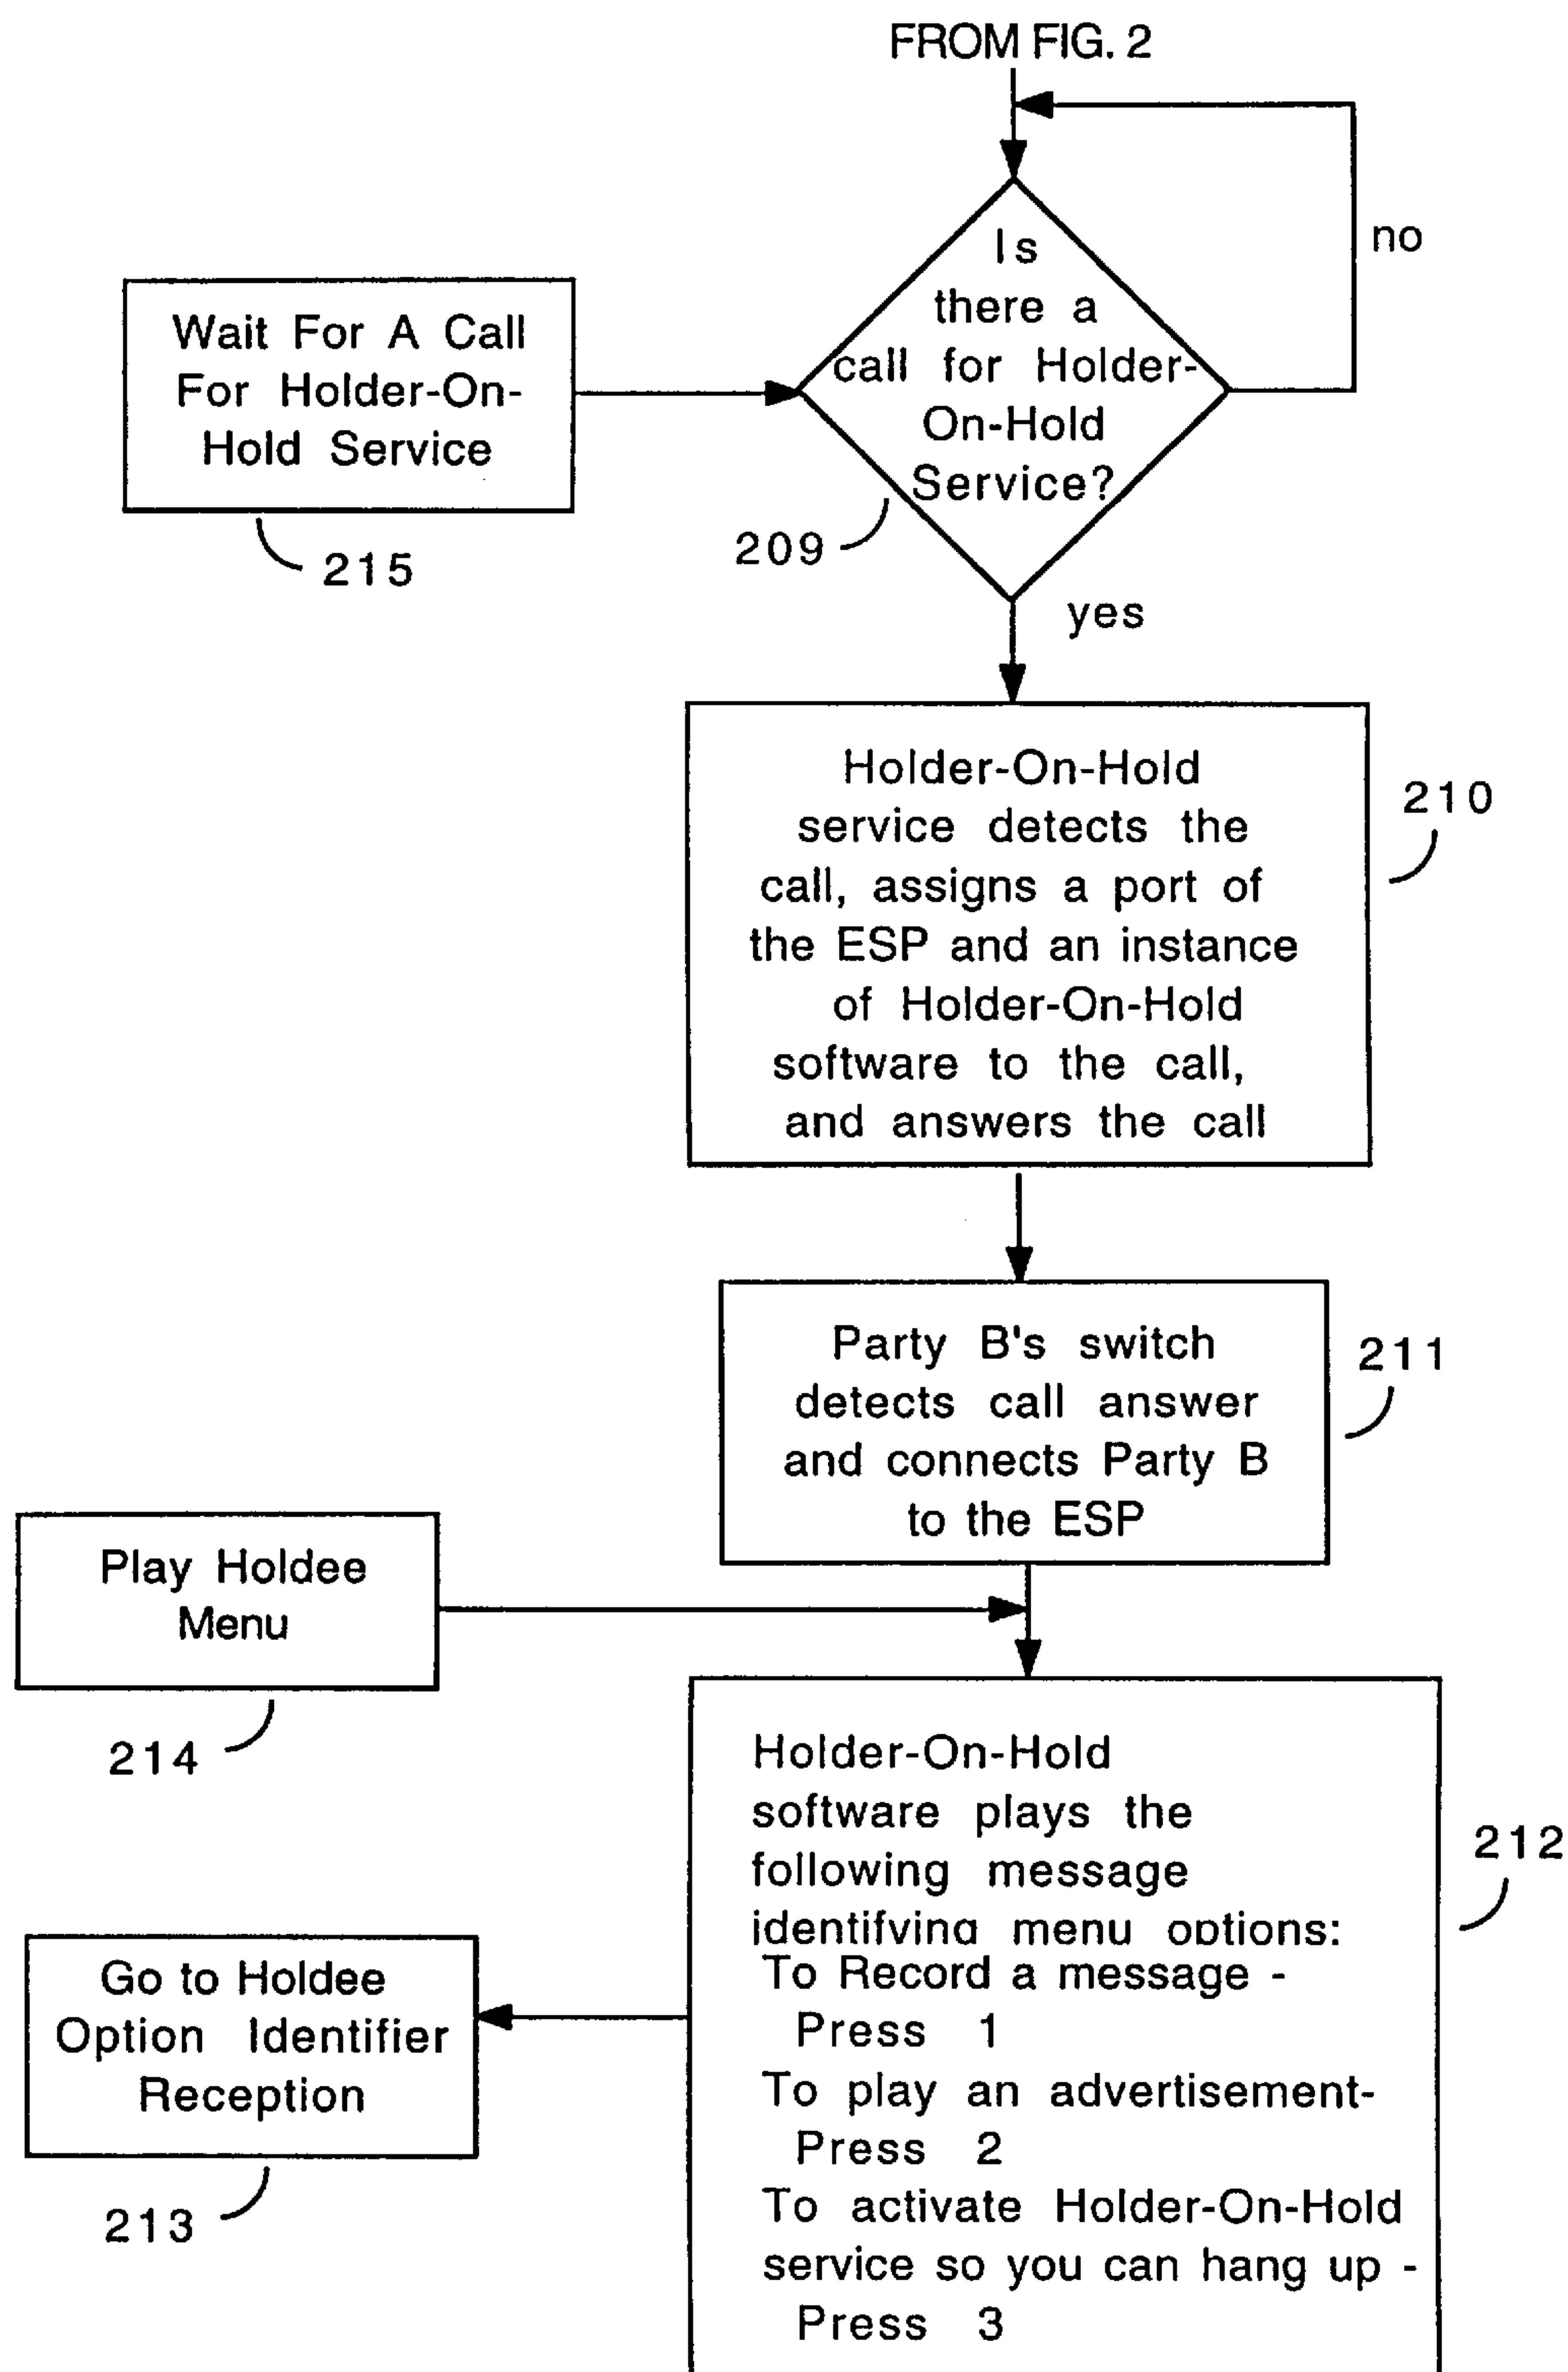 FROM FIG. 2
no
Is
there a
call for Holder-
On-Hold
Service?
209
yes
Wait For A Call
For Holder-On-
Hold Service
215
Holder-On-Hold
service detects the
call, assigns a port of
the ESP and an instance
of Holder-On-Hold
software to the call,
and answers the call
210
Party B's switch
detects call answer
and connects Party B
to the ESP
211
Play Holdee
Menu
214
Holder-On-Hold
software plays the
following message
identifying menu options:
To Record a message -
Press 1
To play an advertisement-
Press 2
To activate Holder-On-Hold
service so you can hang up -
Press 3
212
Go to Holdee
Option Identifier
Reception
213